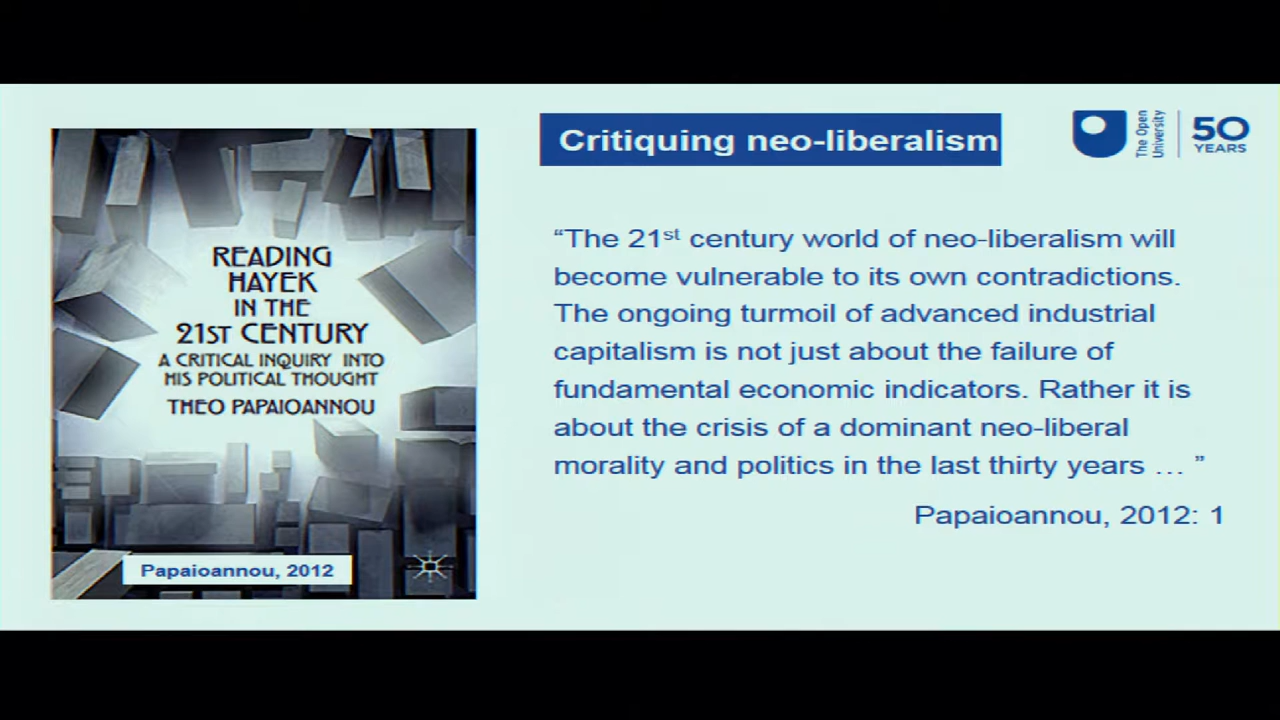 Critiquing neo-liberalism
The Open
University
50
YEARS
READING
HAYEK
IN THE
21ST CENTURY
A CRITICAL INQUIRY INTO
HIS POLITICAL THOUGHT
THEO PAPAIOANNOU
Papaioannou, 2012
“The 21st century world of neo-liberalism will
become vulnerable to its own contradictions.
The ongoing turmoil of advanced industrial
capitalism is not just about the failure of
fundamental economic indicators. Rather it is
about the crisis of a dominant neo-liberal
morality and politics in the last thirty years … ”
Papaioannou, 2012: 1